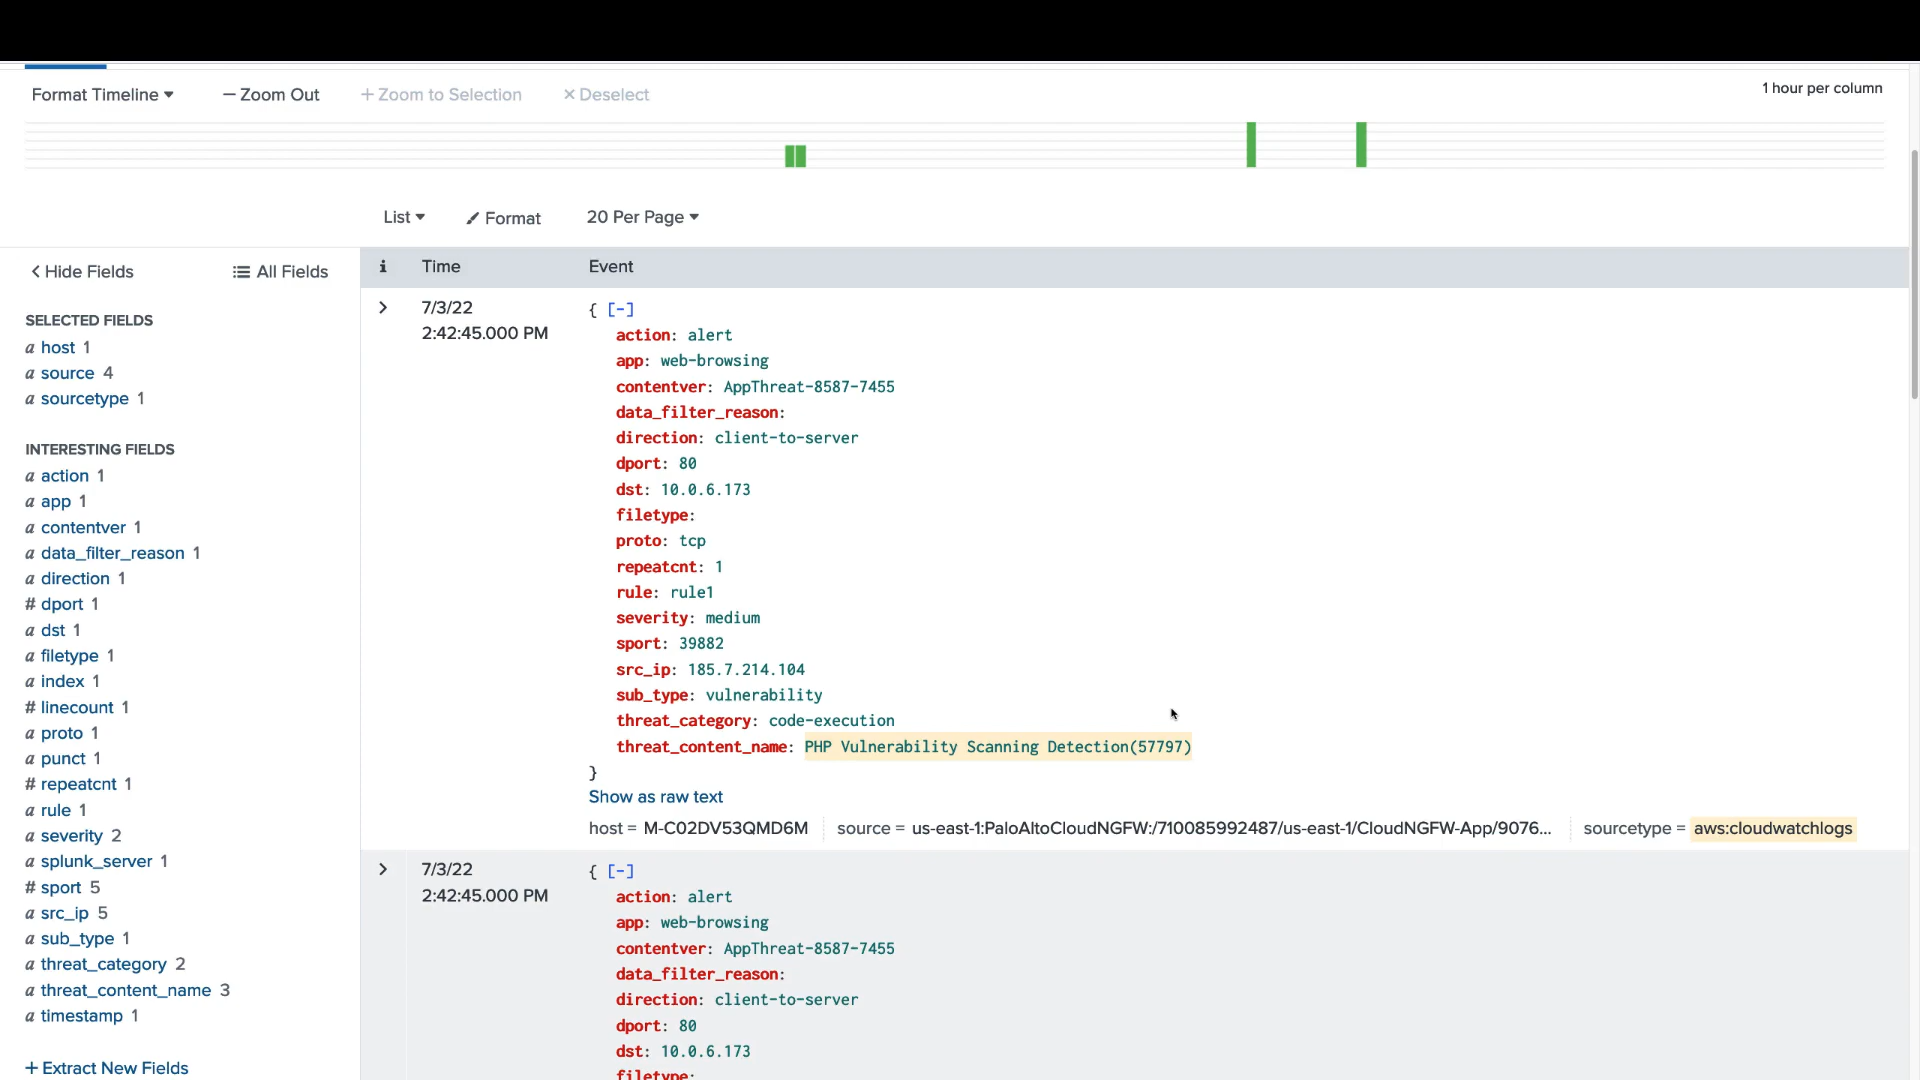 Format Timeline
Zoom Out
+ Zoom to Selection
× Deselect
1 hour per column
List
Format
20 Per Page
Hide Fields
All Fields
i
Time
Event
SELECTED FIELDS
a host 1
a source 4
a sourcetype 1
INTERESTING FIELDS
a action 1
a app 1
a contentver 1
a data_filter_reason 1
a direction 1
# dport 1
a dst 1
a filetype 1
a index 1
# linecount 1
a proto 1
a punct 1
# repeatcnt 1
a rule 1
a severity 2
a splunk_server 1
# sport 5
a src_ip 5
a sub_type 1
a threat_category 2
a threat_content_name 3
a timestamp 1
+ Extract New Fields
7/3/22
2:42:45.000 PM
{ [-]
action: alert
app: web-browsing
contentver: AppThreat-8587-7455
data_filter_reason:
direction: client-to-server
dport: 80
dst: 10.0.6.173
filetype:
proto: tcp
repeatcnt: 1
rule: rule1
severity: medium
sport: 39882
src_ip: 185.7.214.104
sub_type: vulnerability
threat_category: code-execution
threat_content_name: PHP Vulnerability Scanning Detection(57797)
}
Show as raw text
host = M-C02DV53QMD6M source = us-east-1:PaloAltoCloudNGFW:/710085992487/us-east-1/CloudNGFW-App/9076... sourcetype = aws:cloudwatchlogs
7/3/22
2:42:45.000 PM
{ [-]
action: alert
app: web-browsing
contentver: AppThreat-8587-7455
data_filter_reason:
direction: client-to-server
dport: 80
dst: 10.0.6.173
filetype: